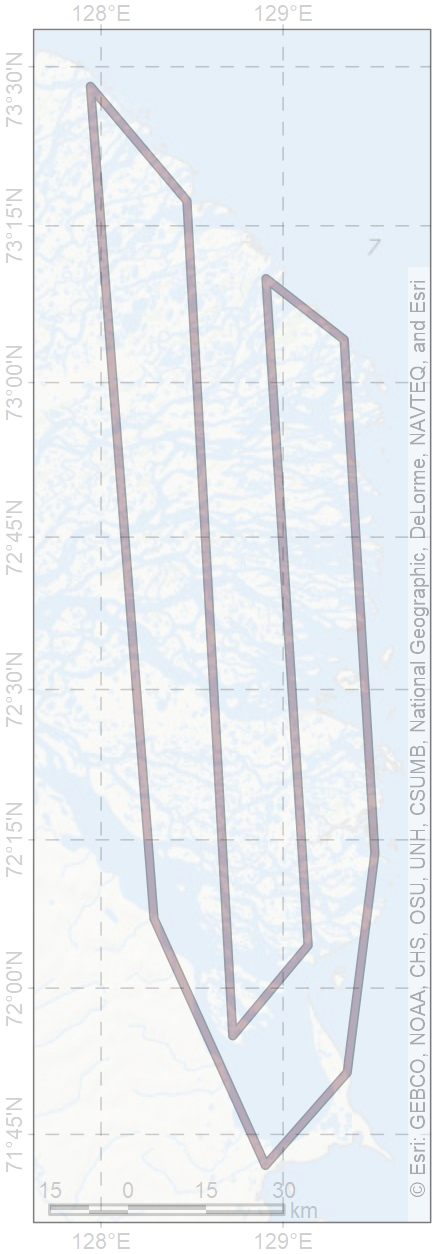 128°E 129°E
73°30'N
73°15'N
73°00'N
72°45'N
72°30'N
72°15'N
72°00'N
71°45'N
© Esri: GEBCO, NOAA, CHS, OSU, UNH, CSUMB, National Geographic, DeLorme, NAVTEQ, and Esri
15 0 15 30
km
128°E 129°E